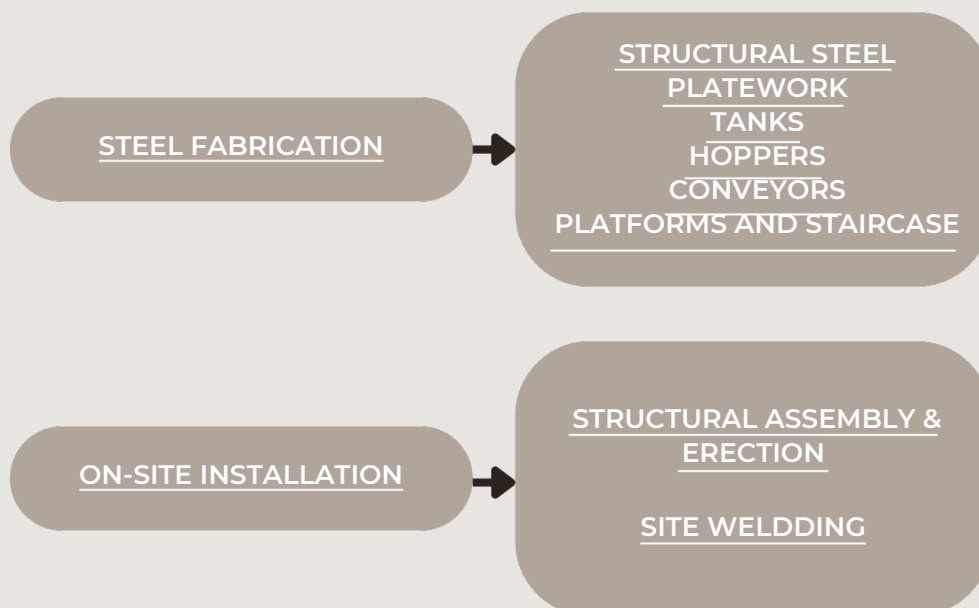 STEEL FABRICATION
STRUCTURAL STEEL
PLATEWORK
TANKS
HOPPERS
CONVEYORS
PLATFORMS AND STAIRCASE
ON-SITE INSTALLATION
STRUCTURAL ASSEMBLY &
ERECTION
SITE WELDDING